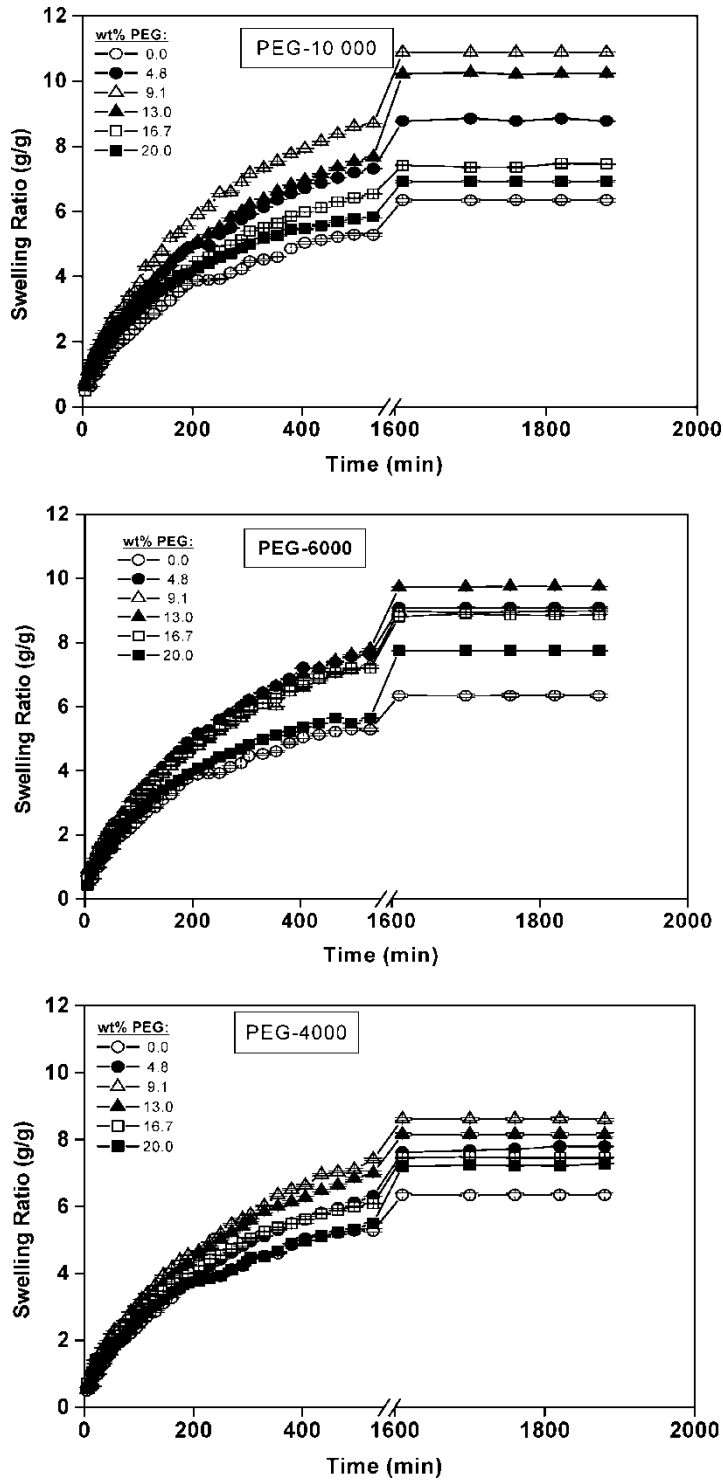 12
10
8
6
4
2
0
Swelling Ratio (g/g)
PEG-10 000
wt% PEG:
0.0
4.8
9.1
13.0
16.7
20.0
0 200 400 1600 1800 2000
Time (min)
12
10
8
6
4
2
0
Swelling Ratio (g/g)
PEG-6000
wt% PEG:
0.0
4.8
9.1
13.0
16.7
20.0
0 200 400 1600 1800 2000
Time (min)
12
10
8
6
4
2
0
Swelling Ratio (g/g)
PEG-4000
wt% PEG:
0.0
4.8
9.1
13.0
16.7
20.0
0 200 400 1600 1800 2000
Time (min)